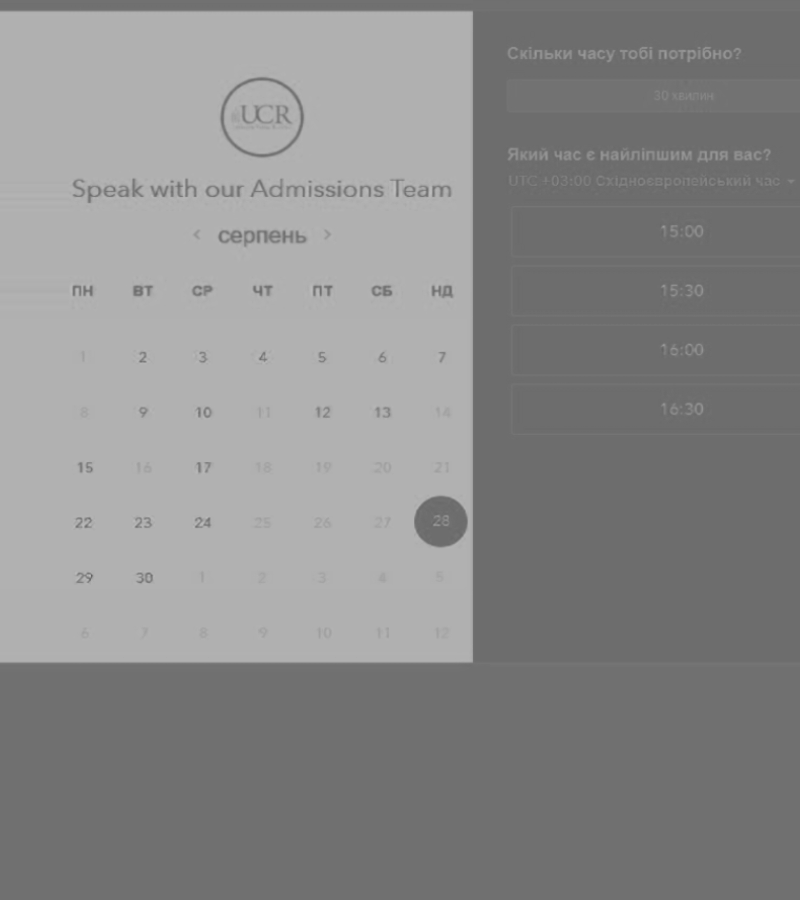 UCR
Speak with our Admissions Team
‹ серпень ›
ПН ВТ СР ЧТ ПТ СБ НД
1 2 3 4 5 6 7
8 9 10 11 12 13 14
15 16 17 18 19 20 21
22 23 24 25 26 27 28
29 30 1 2 3 4 5
6 7 8 9 10 11 12
Скільки часу тобі потрібно?
30 хвилин
Який час є найліпшим для вас?
UTC +03:00 Східноєвропейський час
15:00
15:30
16:00
16:30